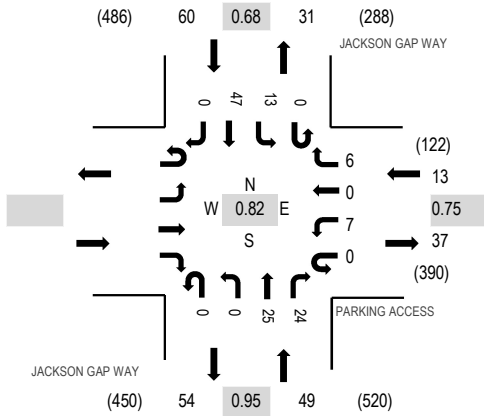 (486) 60 0.68 31 (288)
JACKSON GAP WAY
0 47 13 0
(122)
6
13
N
0
W 0.82 E
0.75
7
S
37
0
(390)
0 0 25 24
PARKING ACCESS
JACKSON GAP WAY
(450) 54 0.95 49 (520)